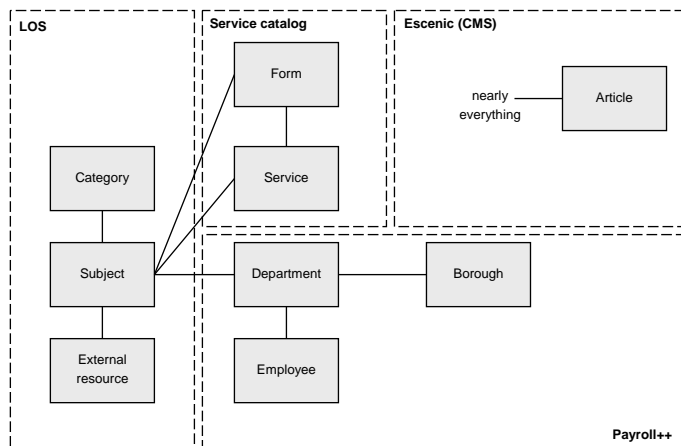 LOS
Service catalog
Escenic (CMS)
Form
nearly
everything
Article
Category
Service
Subject
Department
Borough
External
resource
Employee
Payroll++